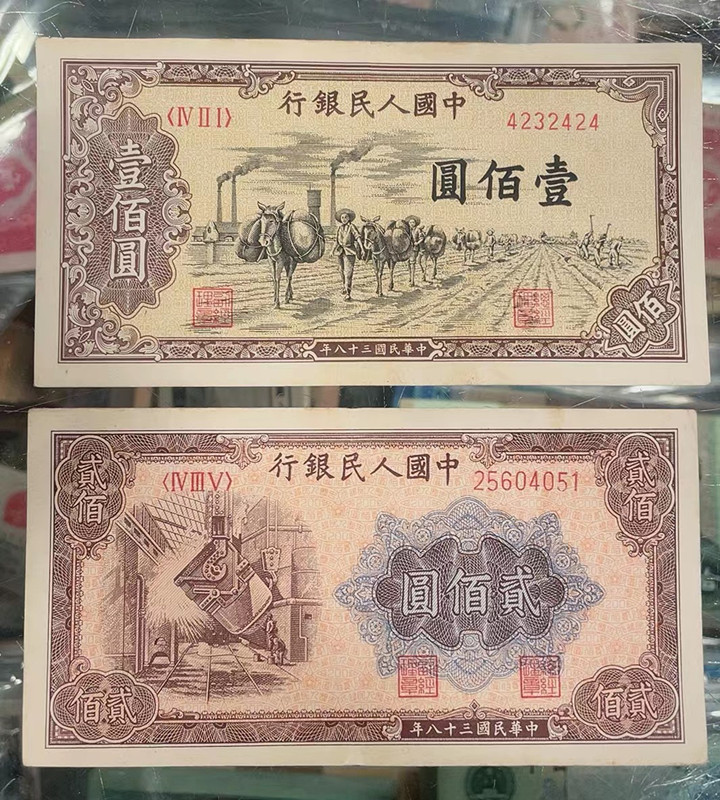 中國人民銀行
〈IV II I〉
4232424
壹佰圓
壹佰圓
佰圓
中華民國三十八年
中國人民銀行
〈IV III V〉
25604051
貳佰
貳佰
貳佰圓
貳佰
貳佰
中華民國三十八年